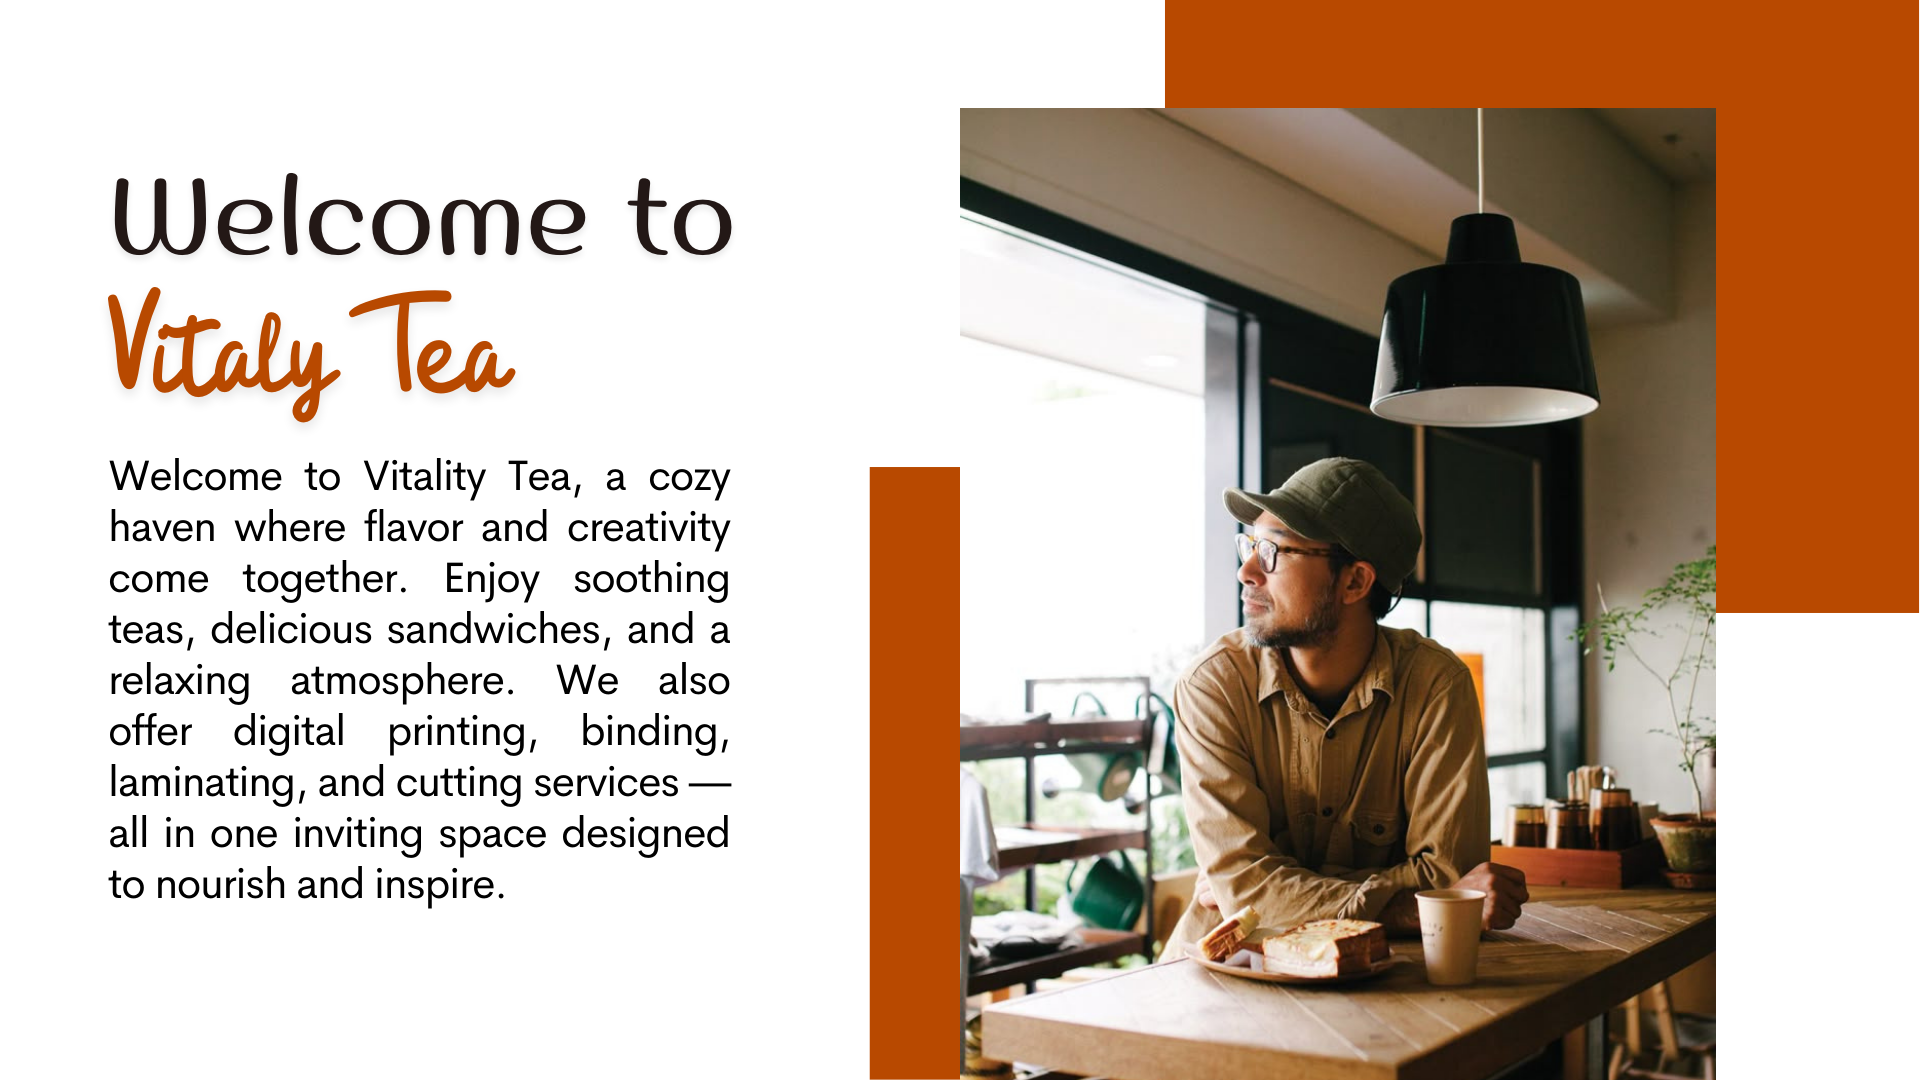 Welcome to
Vitaly Tea
Welcome to Vitality Tea, a cozy
haven where flavor and creativity
come together. Enjoy soothing
teas, delicious sandwiches, and a
relaxing atmosphere. We also
offer digital printing, binding,
laminating, and cutting services —
all in one inviting space designed
to nourish and inspire.